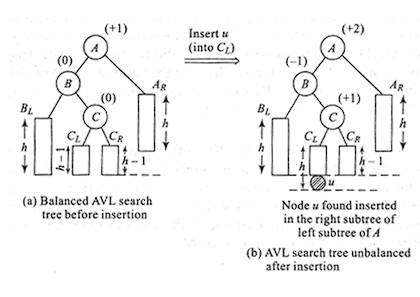 (+1)
A
(0)
B
A_R
B_L
(0)
C
C_L
C_R
h
h
h–1
h–1
(a) Balanced AVL search
tree before insertion
Insert u
(into C_L)
(+2)
A
(–1)
B
A_R
B_L
(+1)
C
C_L
C_R
h
h
h
h–1
u
Node u found inserted
in the right subtree of
left subtree of A
(b) AVL search tree unbalanced
after insertion